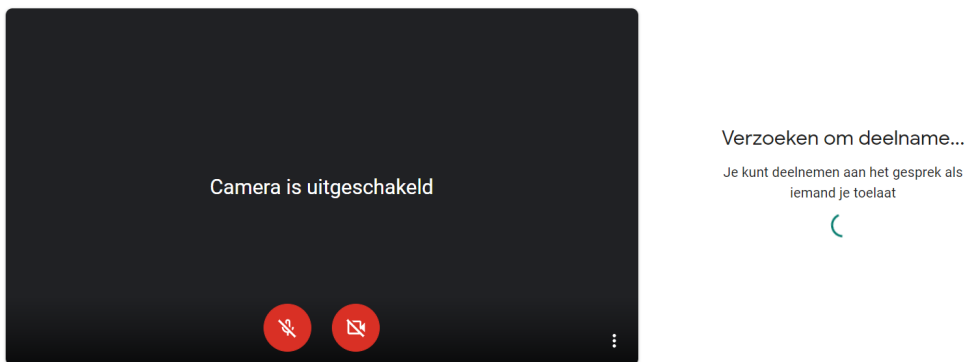 Camera is uitgeschakeld
Verzoeken om deelname...
Je kunt deelnemen aan het gesprek als
iemand je toelaat